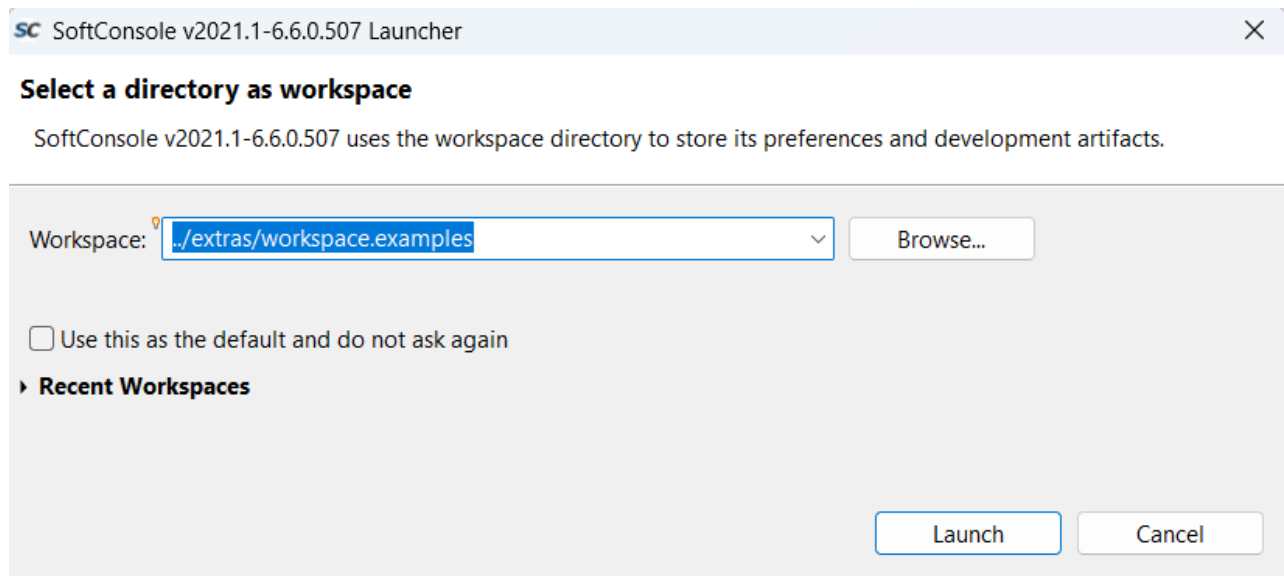 SC SoftConsole v2021.1-6.6.0.507 Launcher
Select a directory as workspace
SoftConsole v2021.1-6.6.0.507 uses the workspace directory to store its preferences and development artifacts.
Workspace: ../extras/workspace.examples Browse...
Use this as the default and do not ask again
Recent Workspaces
Launch Cancel